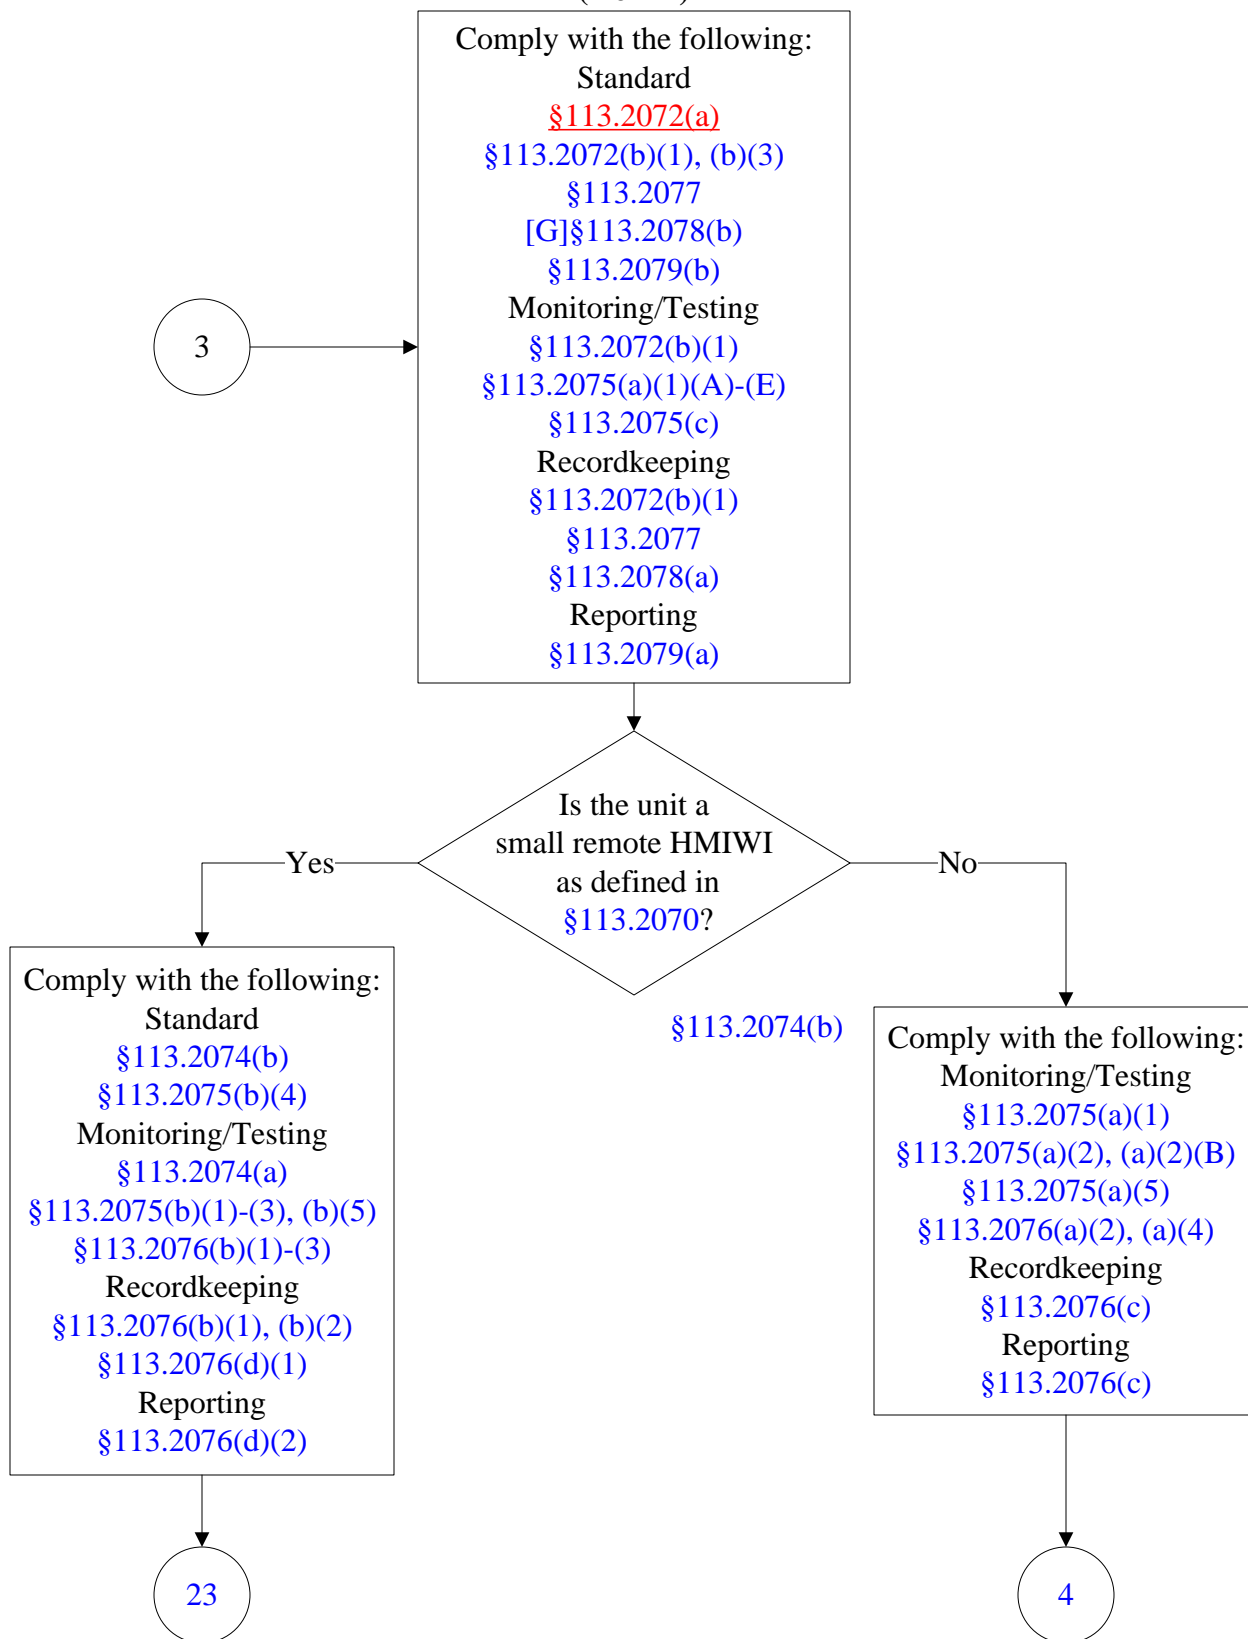 Comply with the following:
Standard
§113.2072(a)
§113.2072(b)(1), (b)(3)
§113.2077
[G]§113.2078(b)
§113.2079(b)
Monitoring/Testing
§113.2072(b)(1)
§113.2075(a)(1)(A)-(E)
§113.2075(c)
Recordkeeping
§113.2072(b)(1)
§113.2077
§113.2078(a)
Reporting
§113.2079(a)
3
Is the unit a
small remote HMIWI
as defined in
§113.2070?
Yes
No
§113.2074(b)
Comply with the following:
Standard
§113.2074(b)
§113.2075(b)(4)
Monitoring/Testing
§113.2074(a)
§113.2075(b)(1)-(3), (b)(5)
§113.2076(b)(1)-(3)
Recordkeeping
§113.2076(b)(1), (b)(2)
§113.2076(d)(1)
Reporting
§113.2076(d)(2)
Comply with the following:
Monitoring/Testing
§113.2075(a)(1)
§113.2075(a)(2), (a)(2)(B)
§113.2075(a)(5)
§113.2076(a)(2), (a)(4)
Recordkeeping
§113.2076(c)
Reporting
§113.2076(c)
23
4